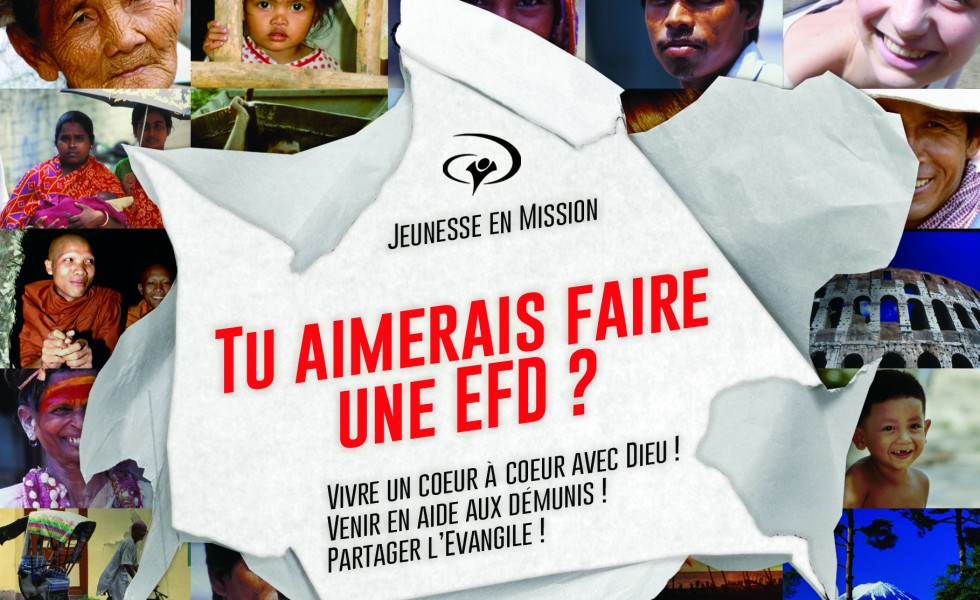 Jeunesse en Mission
Tu aimerais faire
une EFD ?
Vivre un coeur à coeur avec Dieu !
Venir en aide aux démunis !
Partager l'Evangile !